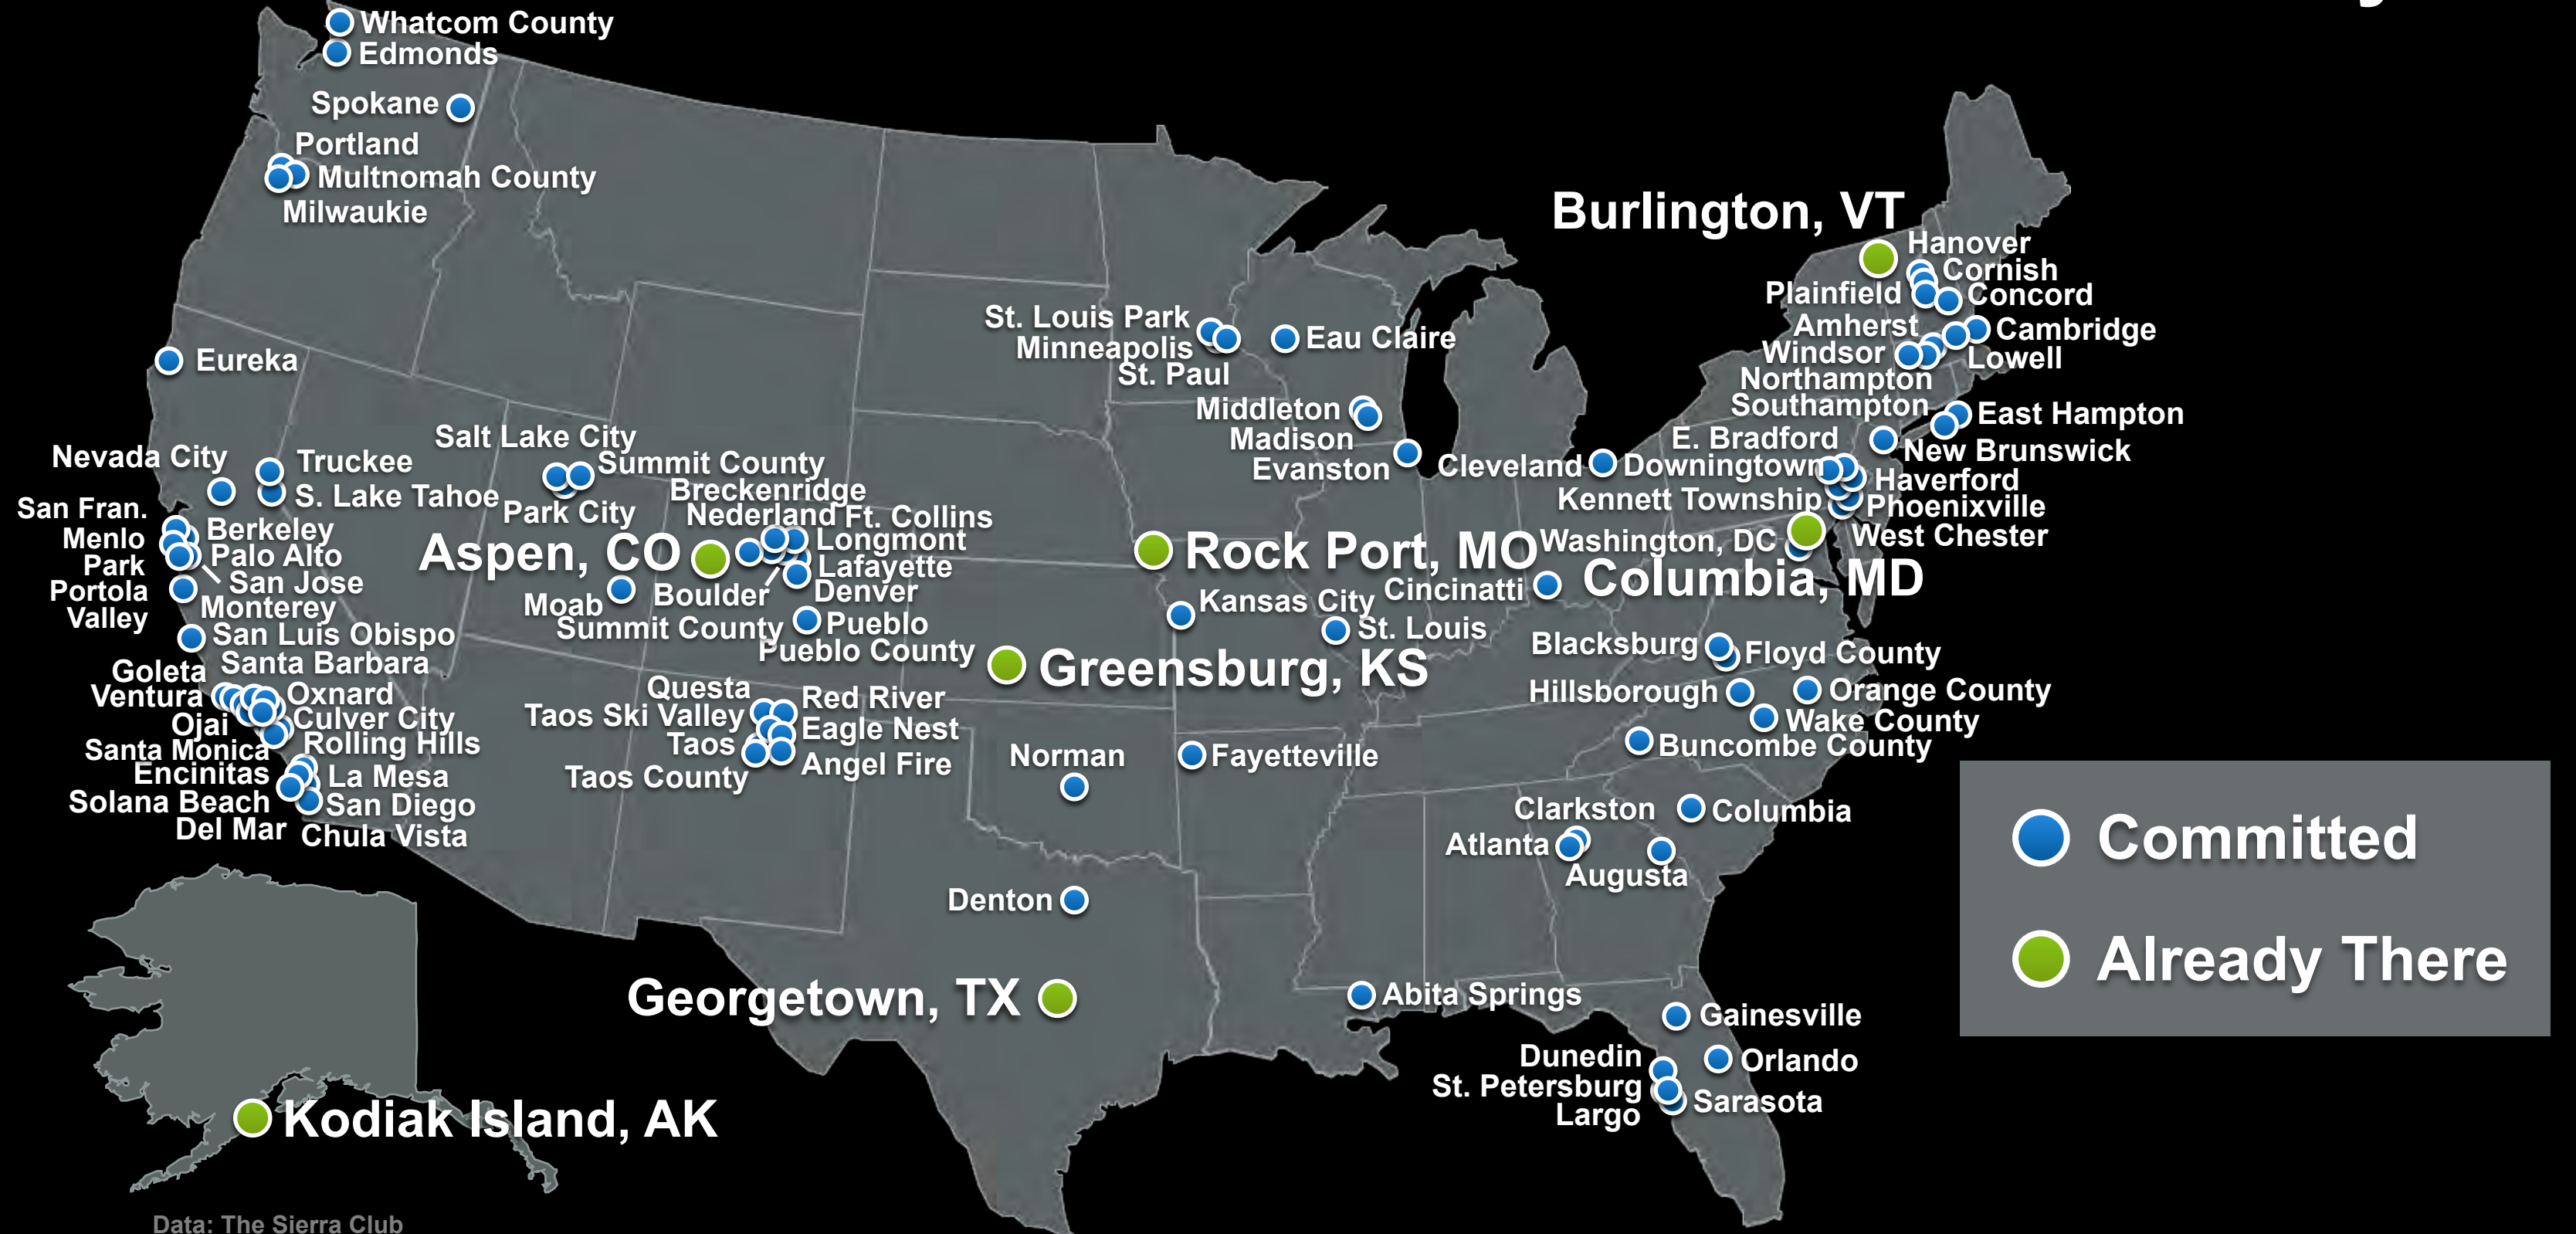 Whatcom County
Edmonds
Spokane
Portland
Multnomah County
Milwaukie
Burlington, VT
Hanover
Cornish
Plainfield
Concord
Amherst
Cambridge
Windsor
Lowell
Northampton
Southampton
East Hampton
E. Bradford
New Brunswick
St. Louis Park
Minneapolis
St. Paul
Eau Claire
Eureka
Middleton
Madison
Evanston
Cleveland
Downingtown
Haverford
Kennett Township
Phoenixville
West Chester
Washington, DC
Columbia, MD
Nevada City
Truckee
S. Lake Tahoe
Salt Lake City
Summit County
Park City
Breckenridge
Nederland
Ft. Collins
Longmont
Lafayette
Denver
Boulder
Aspen, CO
Moab
Summit County
Pueblo
Pueblo County
San Fran.
Berkeley
Menlo
Park
Palo Alto
San Jose
Portola
Valley
Monterey
San Luis Obispo
Rock Port, MO
Cincinatti
Kansas City
St. Louis
Greensburg, KS
Blacksburg
Floyd County
Hillsborough
Orange County
Wake County
Buncombe County
Goleta
Santa Barbara
Ventura
Oxnard
Ojai
Culver City
Santa Monica
Rolling Hills
Encinitas
La Mesa
Solana Beach
San Diego
Del Mar
Chula Vista
Questa
Red River
Taos Ski Valley
Eagle Nest
Taos
Angel Fire
Taos County
Norman
Fayetteville
Clarkston
Columbia
Atlanta
Augusta
Denton
Georgetown, TX
Abita Springs
Gainesville
Dunedin
Orlando
St. Petersburg
Largo
Sarasota
Kodiak Island, AK
Committed
Already There
Data: The Sierra Club